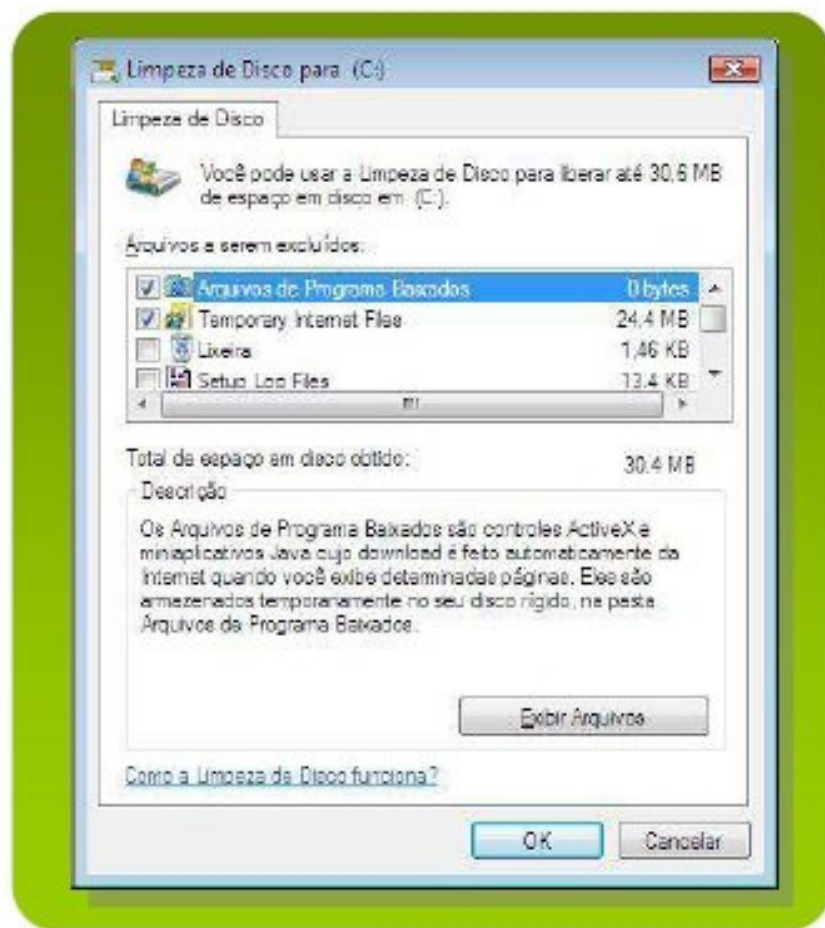 Limpeza de Disco para (C:)
Limpeza de Disco
Você pode usar a Limpeza de Disco para liberar até 30,6 MB
de espaço em disco em (C:).
Arquivos a serem excluídos:
Arquivos de Programa Baixados 0 bytes
Temporary Internet Files 24,4 MB
Lixeira 1,46 KB
Setup Log Files 13,4 KB
Total de espaço em disco obtido: 30,4 MB
Descrição
Os Arquivos de Programa Baixados são controles ActiveX e
miniaplicativos Java cujo download é feito automaticamente da
Internet quando você exibe determinadas páginas. Eles são
armazenados temporariamente no seu disco rígido, na pasta
Arquivos de Programa Baixados.
Exibir Arquivos
Como a Limpeza de Disco funciona?
OK Cancelar